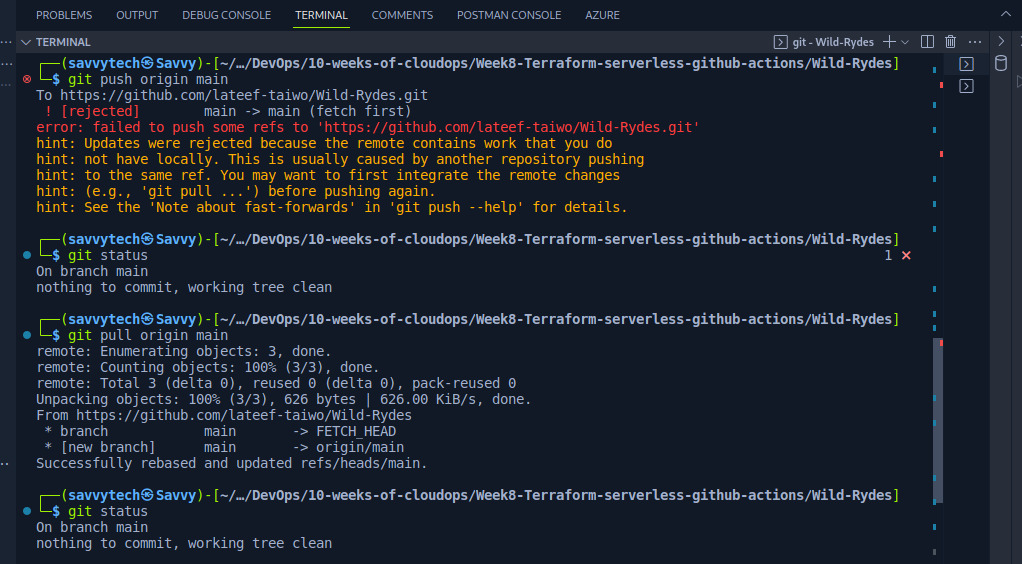 PROBLEMS OUTPUT DEBUG CONSOLE TERMINAL COMMENTS POSTMAN CONSOLE AZURE
TERMINAL git - Wild-Rydes
┌──(savvytech㉿Savvy)-[~/…/DevOps/10-weeks-of-cloudops/Week8-Terraform-serverless-github-actions/Wild-Rydes]
└─$ git push origin main
To https://github.com/lateef-taiwo/Wild-Rydes.git
! [rejected] main -> main (fetch first)
error: failed to push some refs to 'https://github.com/lateef-taiwo/Wild-Rydes.git'
hint: Updates were rejected because the remote contains work that you do
hint: not have locally. This is usually caused by another repository pushing
hint: to the same ref. You may want to first integrate the remote changes
hint: (e.g., 'git pull ...') before pushing again.
hint: See the 'Note about fast-forwards' in 'git push --help' for details.
┌──(savvytech㉿Savvy)-[~/…/DevOps/10-weeks-of-cloudops/Week8-Terraform-serverless-github-actions/Wild-Rydes]
└─$ git status 1 ⨯
On branch main
nothing to commit, working tree clean
┌──(savvytech㉿Savvy)-[~/…/DevOps/10-weeks-of-cloudops/Week8-Terraform-serverless-github-actions/Wild-Rydes]
└─$ git pull origin main
remote: Enumerating objects: 3, done.
remote: Counting objects: 100% (3/3), done.
remote: Total 3 (delta 0), reused 0 (delta 0), pack-reused 0
Unpacking objects: 100% (3/3), 626 bytes | 626.00 KiB/s, done.
From https://github.com/lateef-taiwo/Wild-Rydes
* branch main -> FETCH_HEAD
* [new branch] main -> origin/main
Successfully rebased and updated refs/heads/main.
┌──(savvytech㉿Savvy)-[~/…/DevOps/10-weeks-of-cloudops/Week8-Terraform-serverless-github-actions/Wild-Rydes]
└─$ git status
On branch main
nothing to commit, working tree clean